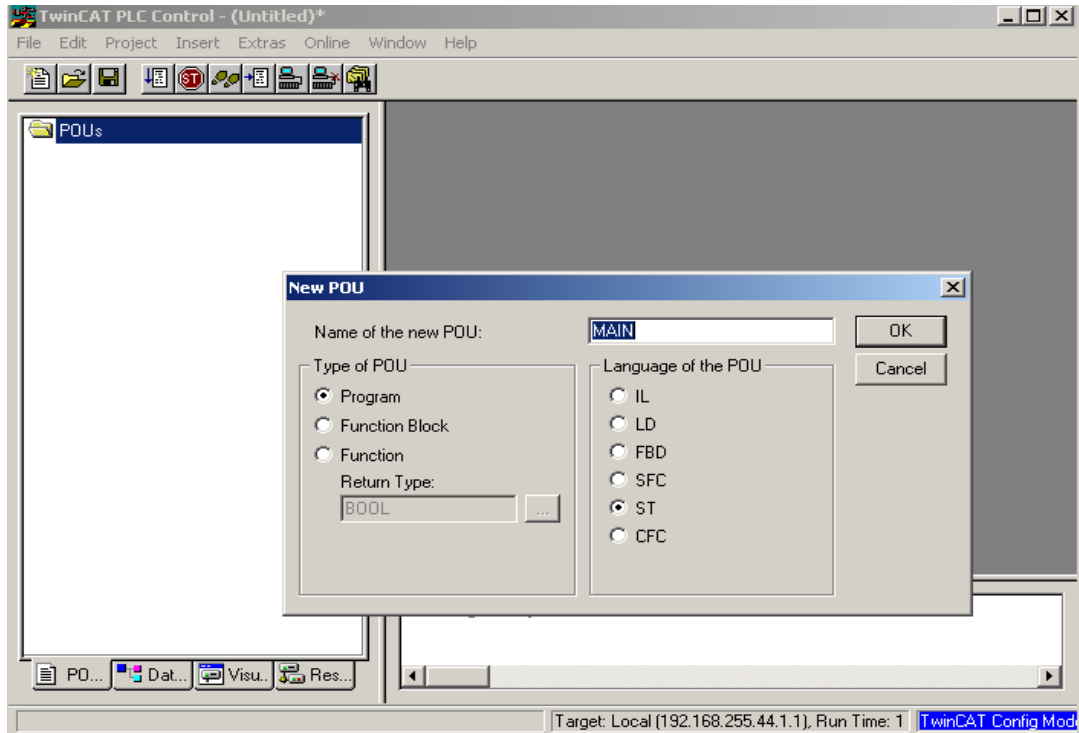 TwinCAT PLC Control - (Untitled)*
File Edit Project Insert Extras Online Window Help
POUs
New POU
Name of the new POU: MAIN OK
Type of POU Language of the POU Cancel
Program IL
Function Block LD
Function FBD
Return Type: SFC
BOOL ... ST
CFC
PO... Dat... Visu.. Res...
Target: Local (192.168.255.44.1.1), Run Time: 1 TwinCAT Config Mode